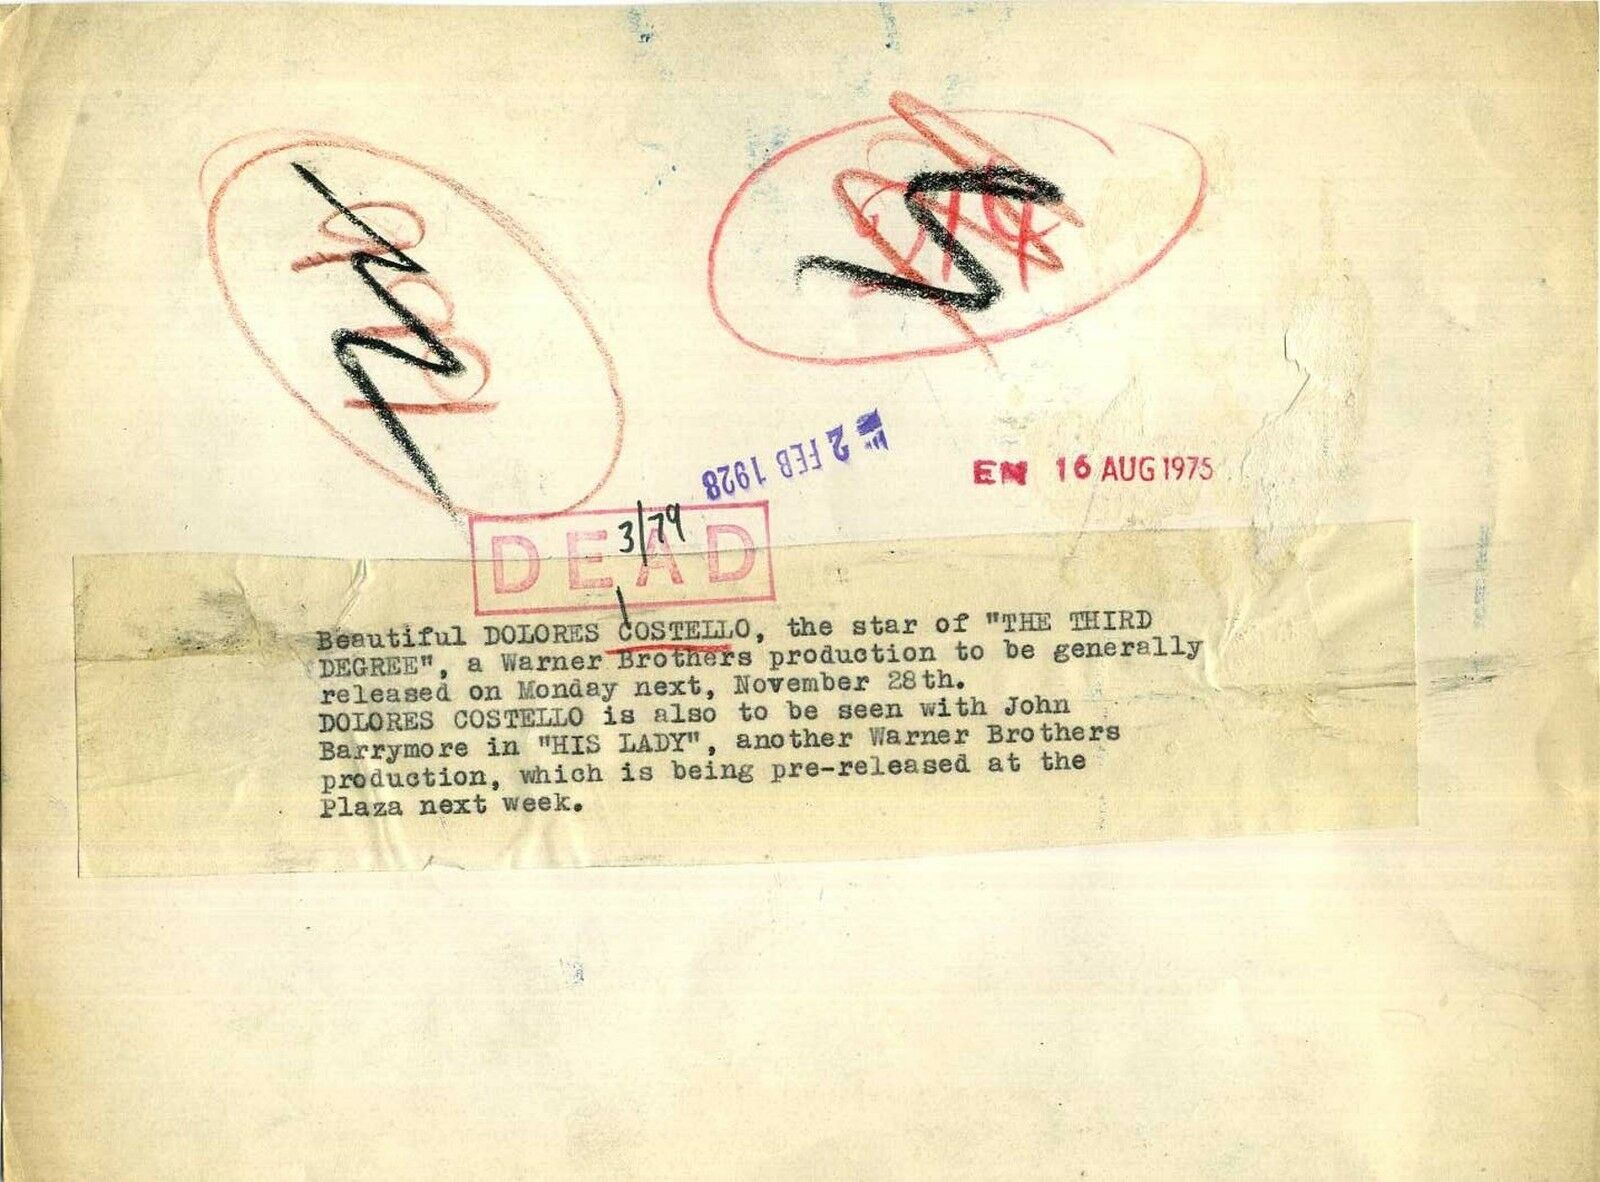 2 FEB 1928
EN 16 AUG 1975
3/79
DEAD
Beautiful DOLORES COSTELLO, the star of "THE THIRD
DEGREE", a Warner Brothers production to be generally
released on Monday next, November 28th.
DOLORES COSTELLO is also to be seen with John
Barrymore in "HIS LADY", another Warner Brothers
production, which is being pre-released at the
Plaza next week.